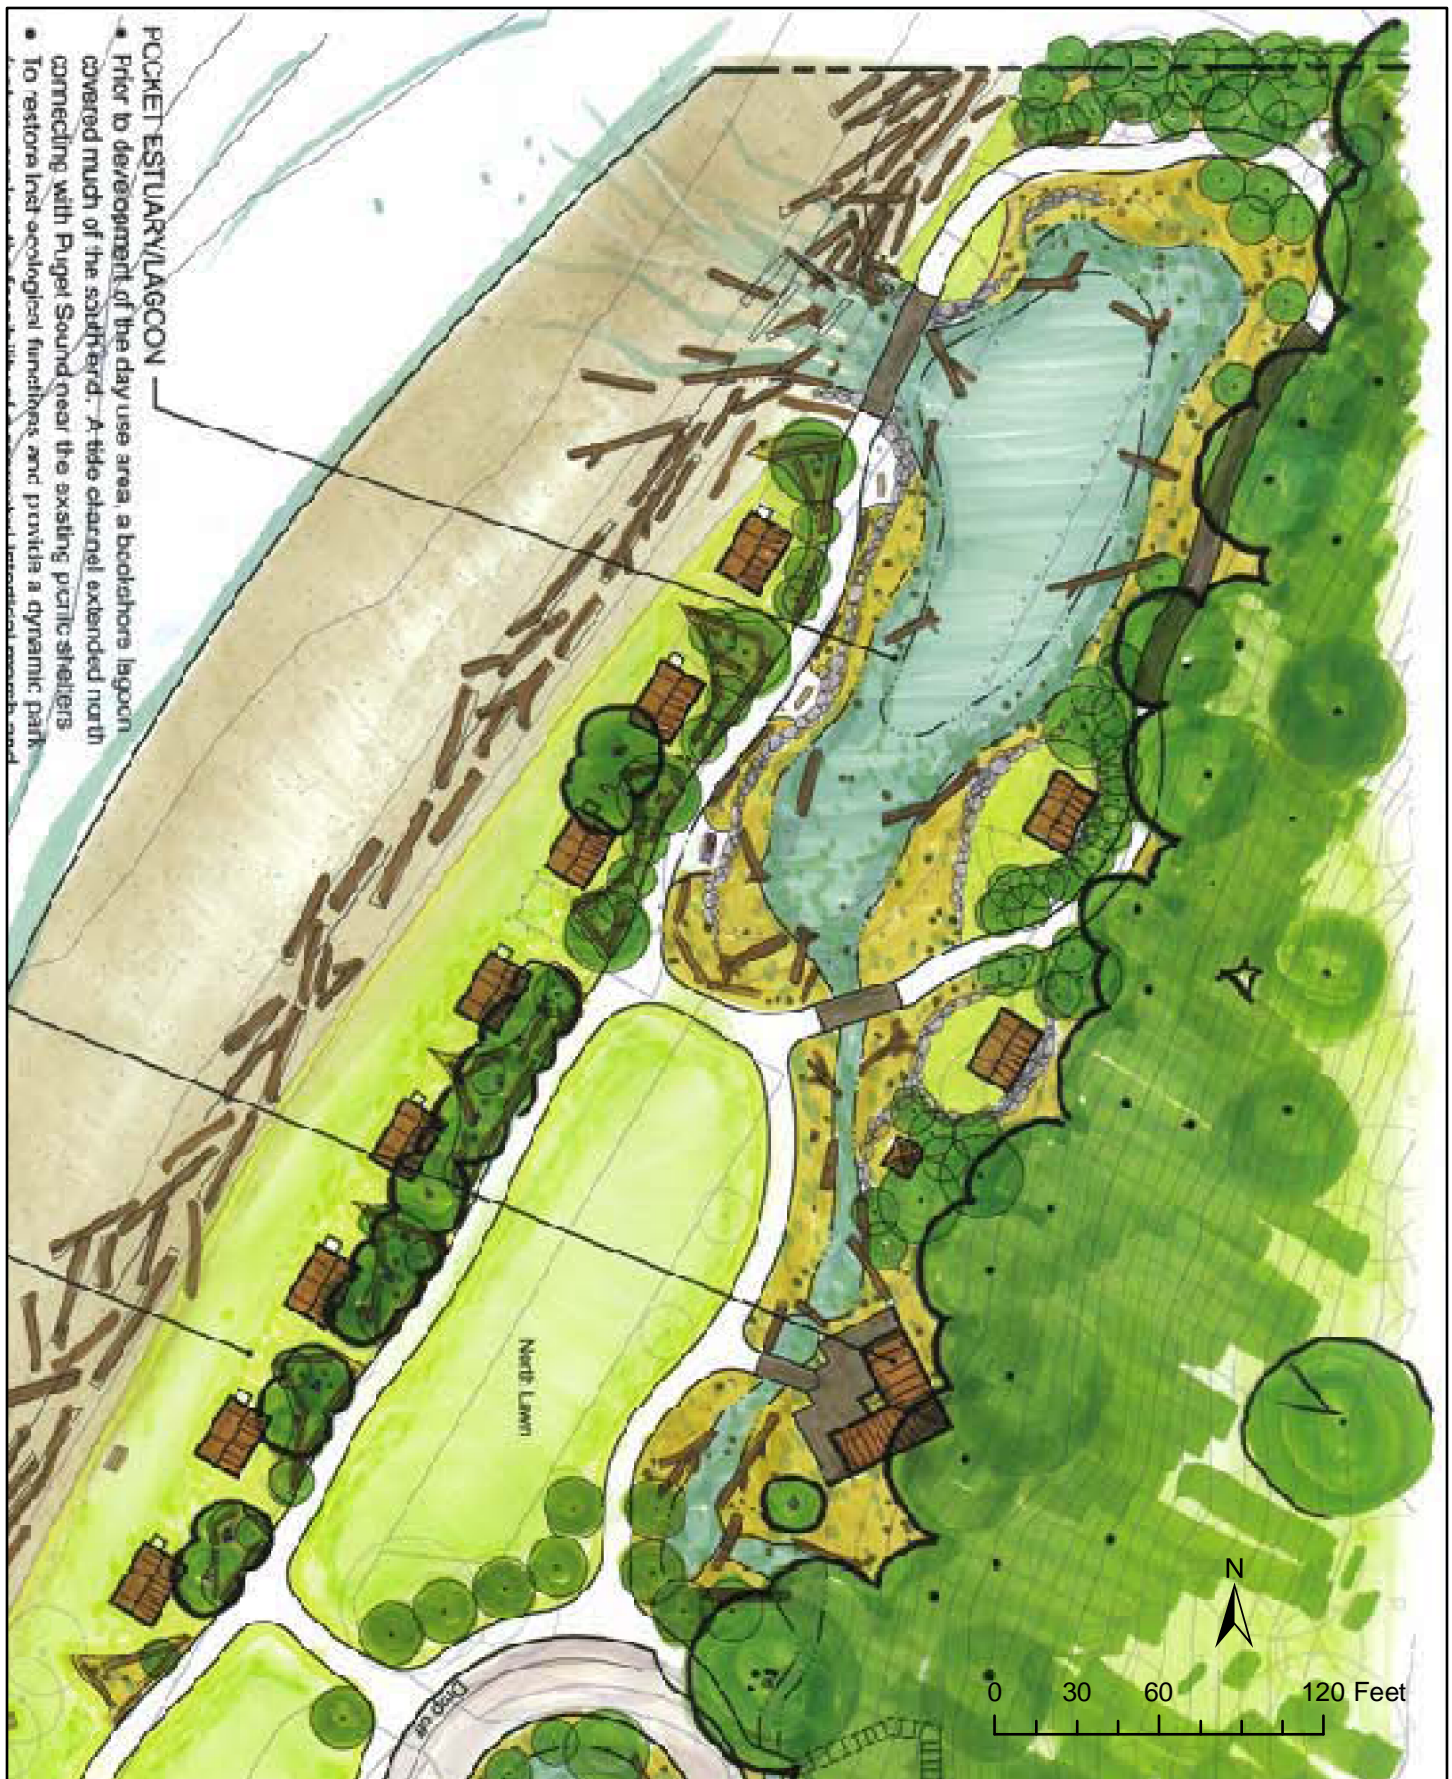 POCKET ESTUARY/LAGOON
• Prior to development of the day use area, a backshore lagoon
covered much of the south end. A tide channel extended north
connecting with Puget Sound near the existing picnic shelters
• To restore lost ecological functions and provide a dynamic park
North Lawn
Drop off
N
0 30 60 120 Feet